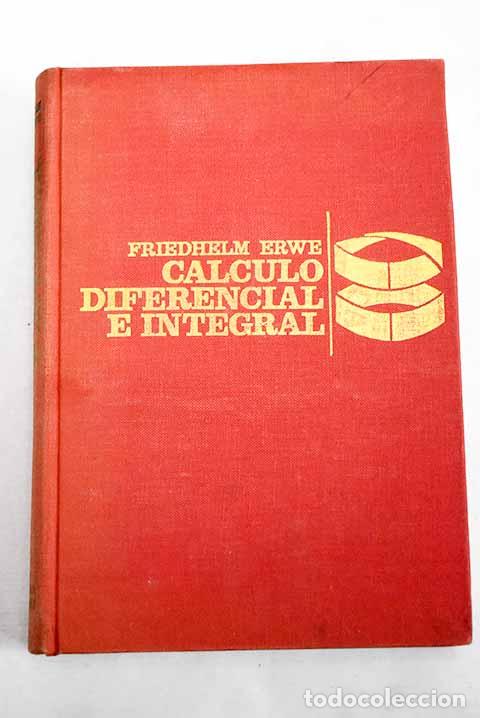 FRIEDHELM ERWE
CALCULO
DIFERENCIAL
E INTEGRAL
todocoleccion